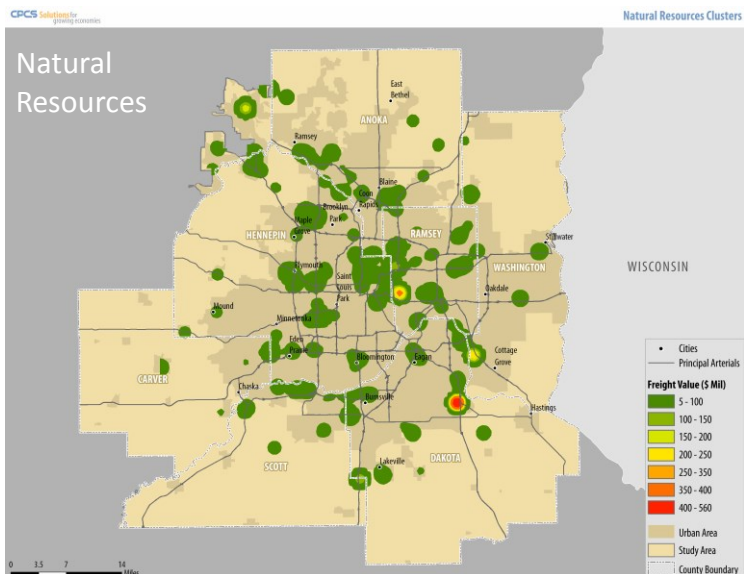 CPCS Solutions for
growing economies
Natural Resources Clusters
Natural
Resources
East
Bethel
ANOKA
Ramsey
Blaine
Coon
Rapids
Brooklyn
Park
Maple
Grove
HENNEPIN
RAMSEY
Stillwater
WASHINGTON
WISCONSIN
Plymouth
Saint
Louis
Park
Oakdale
Mound
Minnetonka
Eden
Prairie
Bloomington
Eagan
Cottage
Grove
CARVER
Chaska
Burnsville
Hastings
SCOTT
Lakeville
DAKOTA
Cities
Principal Arterials
Freight Value ($ Mil)
5 - 100
100 - 150
150 - 200
200 - 250
250 - 350
350 - 400
400 - 560
Urban Area
Study Area
County Boundary
0 3.5 7 14
Miles